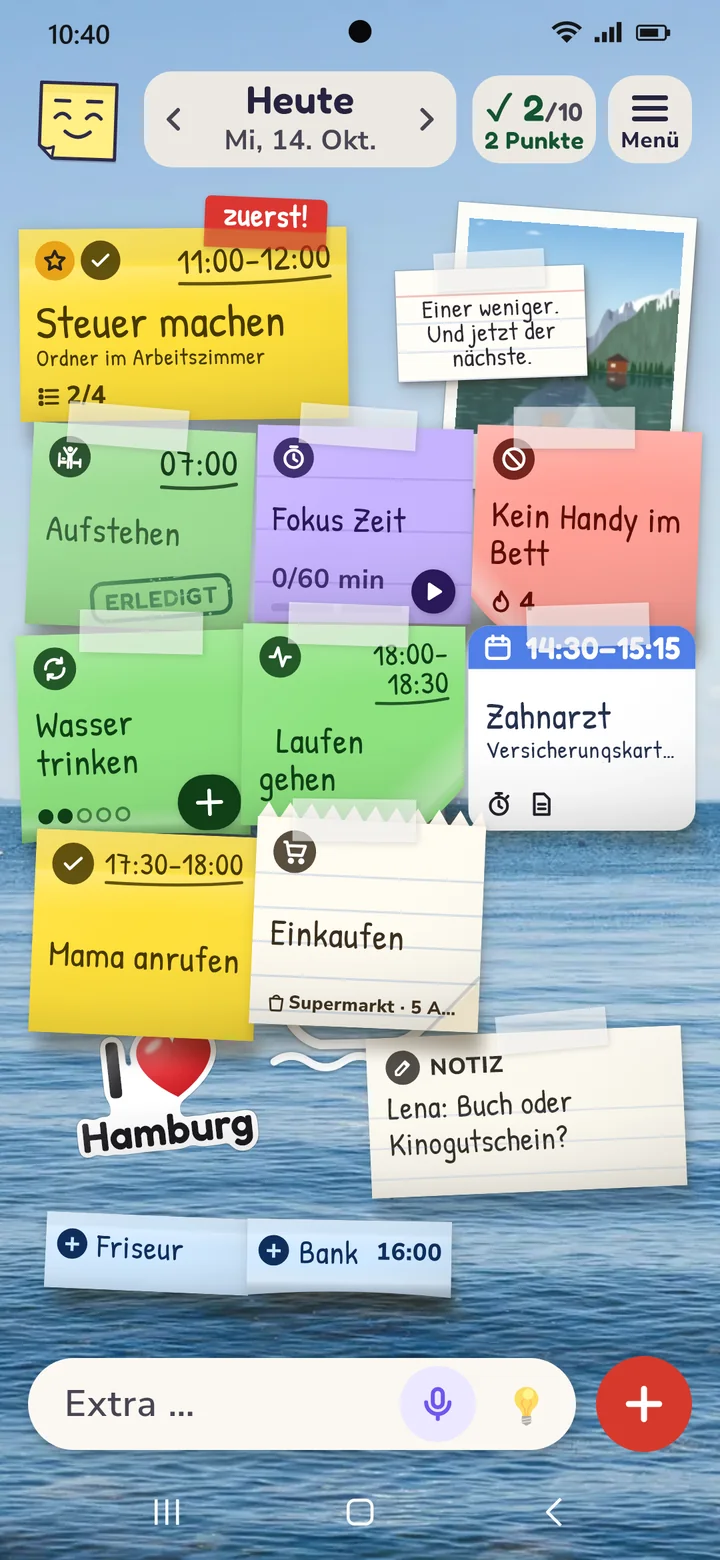 10:40
Heute
Mi, 14. Okt.
2/10
2 Punkte
Menü
zuerst!
11:00–12:00
Steuer machen
Ordner im Arbeitszimmer
2/4
Einer weniger.
Und jetzt der
nächste.
07:00
Aufstehen
ERLEDIGT
Fokus Zeit
0/60 min
Kein Handy im
Bett
4
Wasser
trinken
18:00–
18:30
Laufen
gehen
14:30–15:15
Zahnarzt
Versicherungskart…
17:30–18:00
Mama anrufen
Einkaufen
Supermarkt · 5 A…
I
Hamburg
NOTIZ
Lena: Buch oder
Kinogutschein?
Friseur
Bank 16:00
Extra …